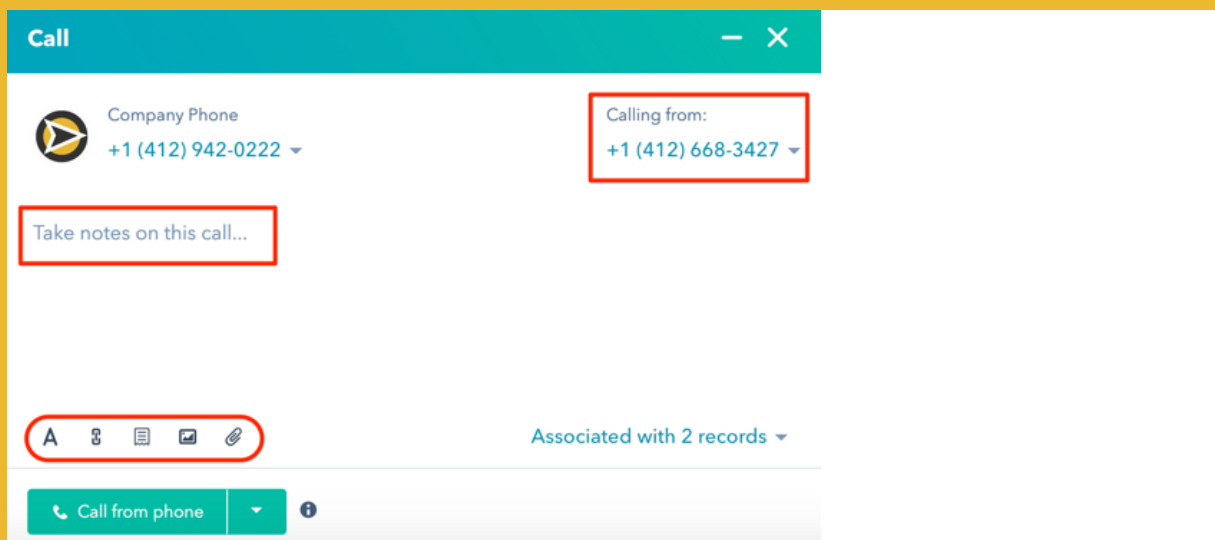 Call
Company Phone
+1 (412) 942-0222
Calling from:
+1 (412) 668-3427
Take notes on this call...
Associated with 2 records
Call from phone